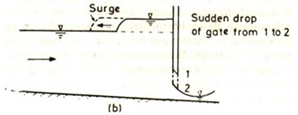 Surge
Sudden drop
of gate from 1 to 2
1
2
(b)